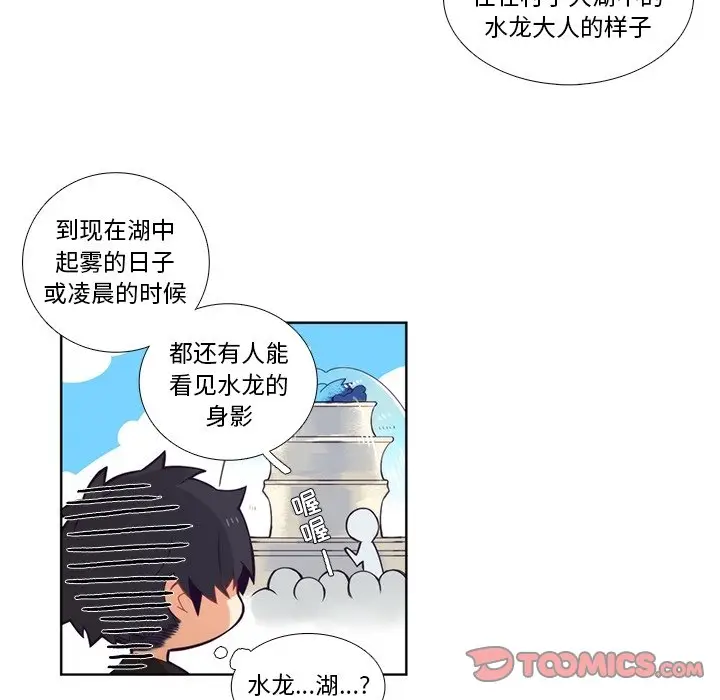 水龙大人的样子
到现在湖中
起雾的日子
或凌晨的时候
都还有人能
看见水龙的
身影
喔
喔
水龙...湖...?
TOOMICS.COM